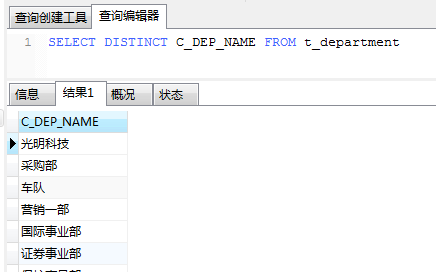 查询创建工具 查询编辑器
1 SELECT DISTINCT C_DEP_NAME FROM t_department
信息 结果1 概况 状态
C_DEP_NAME
光明科技
采购部
车队
营销一部
国际事业部
证券事业部